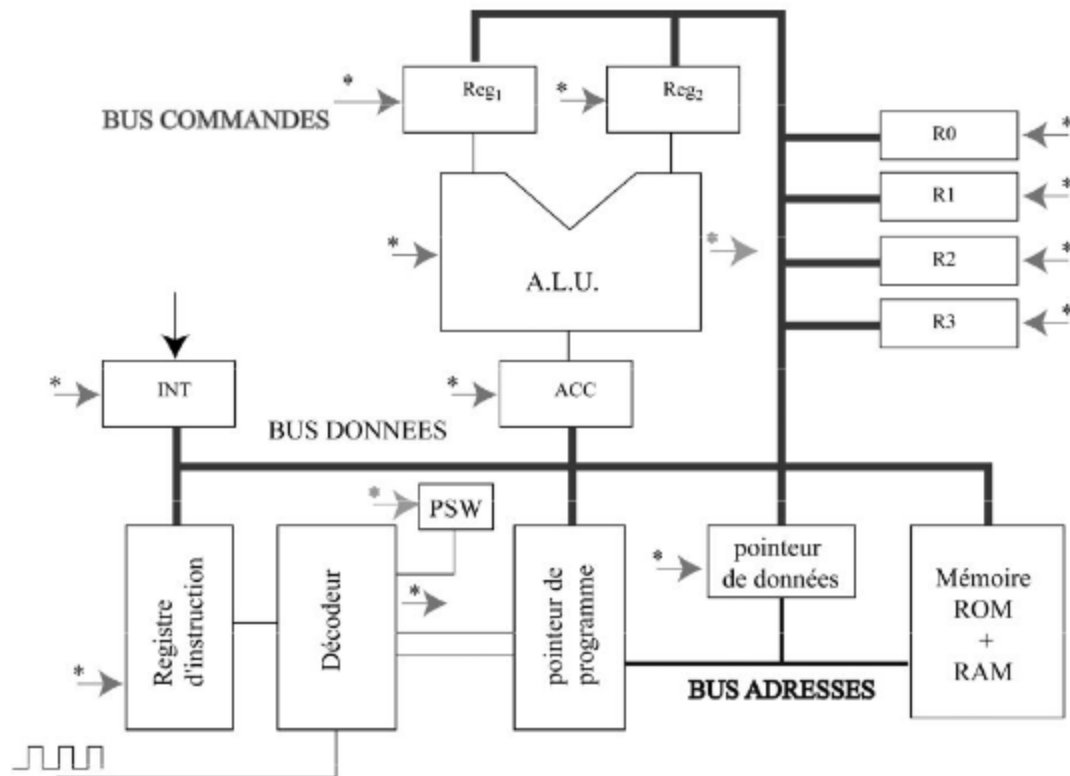 Reg1
Reg2
*
*
BUS COMMANDES
R0
*
R1
*
*
*
A.L.U.
R2
*
R3
*
*
INT
*
ACC
BUS DONNEES
*
PSW
Registre
d'instruction
Décodeur
*
pointeur de
programme
*
pointeur
de données
Mémoire
ROM
+
RAM
*
BUS ADRESSES